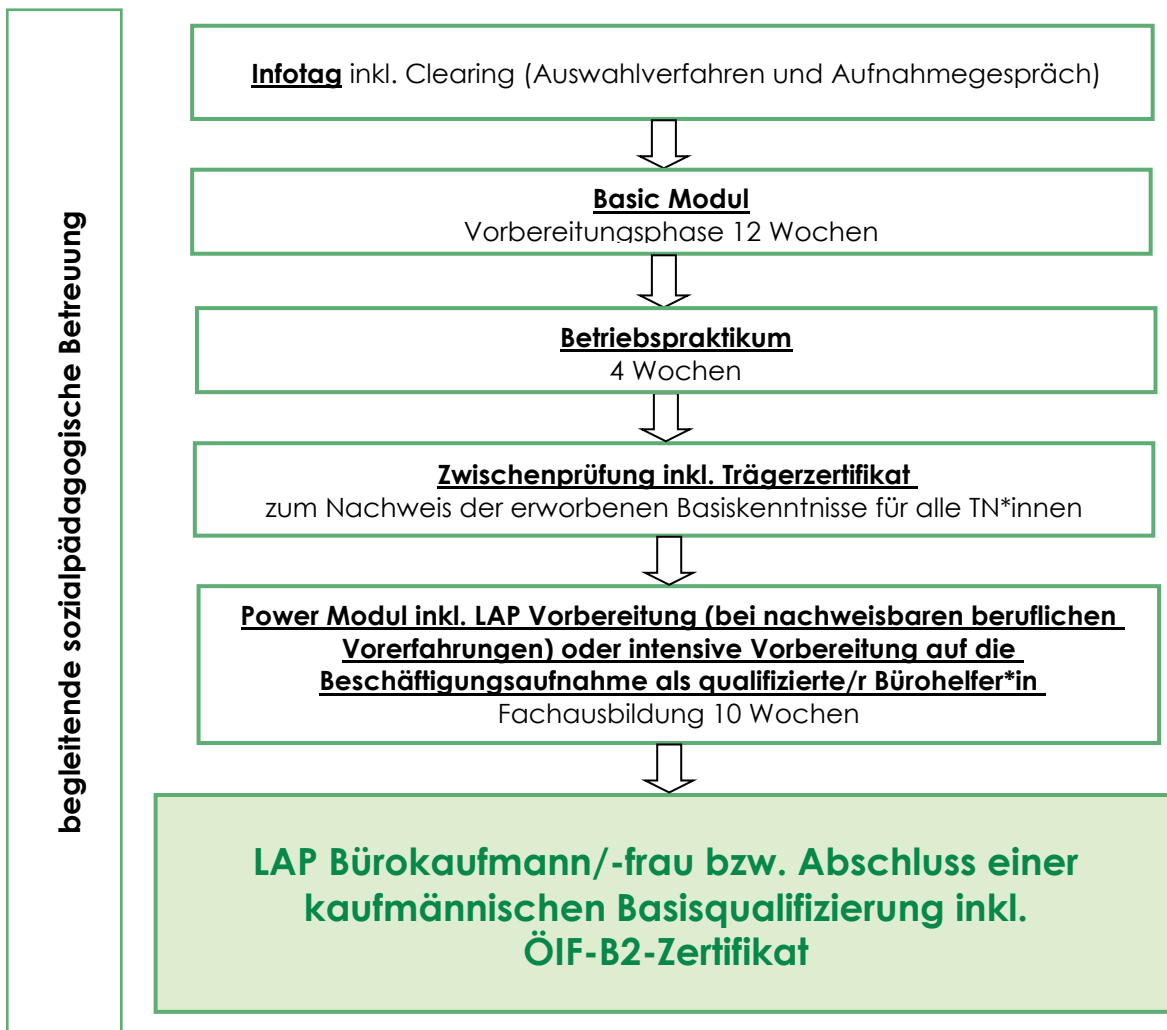 begleitende sozialpädagogische Betreuung
Infotag inkl. Clearing (Auswahlverfahren und Aufnahmegespräch)
Basic Modul
Vorbereitungsphase 12 Wochen
Betriebspraktikum
4 Wochen
Zwischenprüfung inkl. Trägerzertifikat
zum Nachweis der erworbenen Basiskenntnisse für alle TN*innen
Power Modul inkl. LAP Vorbereitung (bei nachweisbaren beruflichen
Vorerfahrungen) oder intensive Vorbereitung auf die
Beschäftigungsaufnahme als qualifizierte/r Bürohelfer*in
Fachausbildung 10 Wochen
LAP Bürokaufmann/-frau bzw. Abschluss einer
kaufmännischen Basisqualifizierung inkl.
ÖIF-B2-Zertifikat